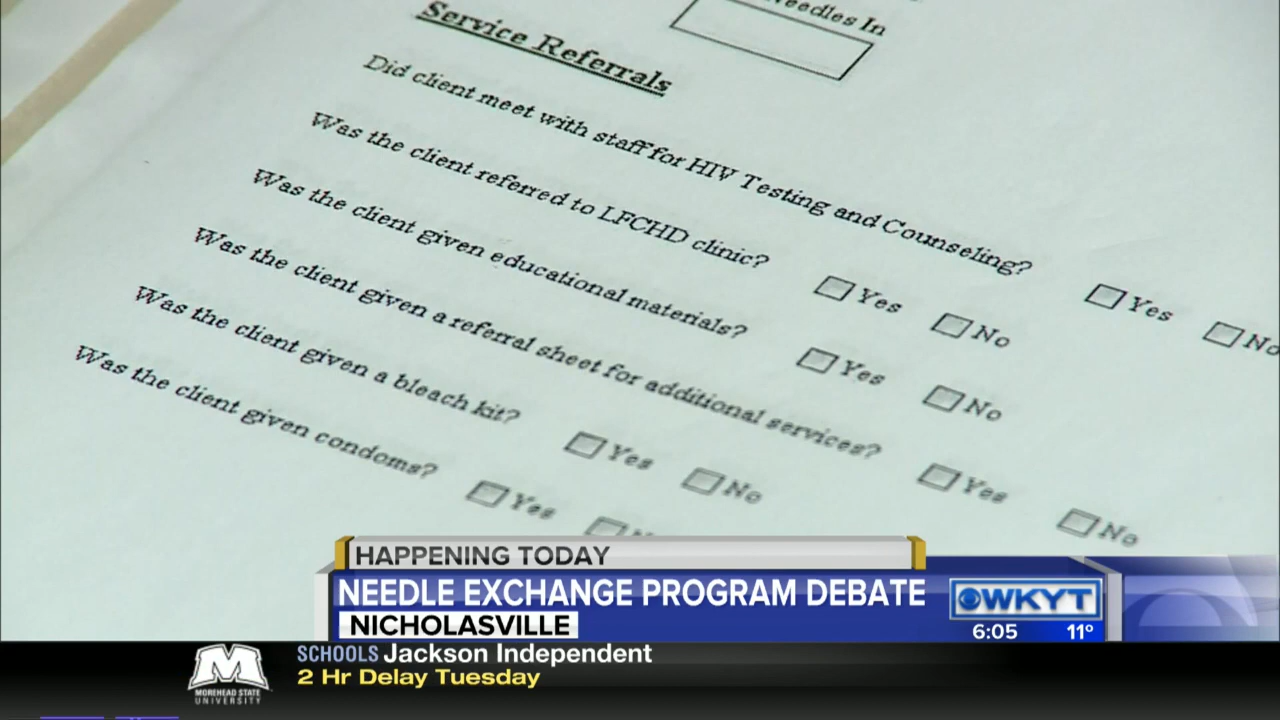 Needles In
Service Referrals
Did client meet with staff for HIV Testing and Counseling? Yes No
Was the client referred to LFCHD clinic? Yes No
Was the client given educational materials? Yes No
Was the client given a referral sheet for additional services? Yes No
Was the client given a bleach kit? Yes No
Was the client given condoms? Yes
HAPPENING TODAY
NEEDLE EXCHANGE PROGRAM DEBATE
NICHOLASVILLE
WKYT
6:05 11°
SCHOOLS Jackson Independent
2 Hr Delay Tuesday
M
MOREHEAD STATE
UNIVERSITY